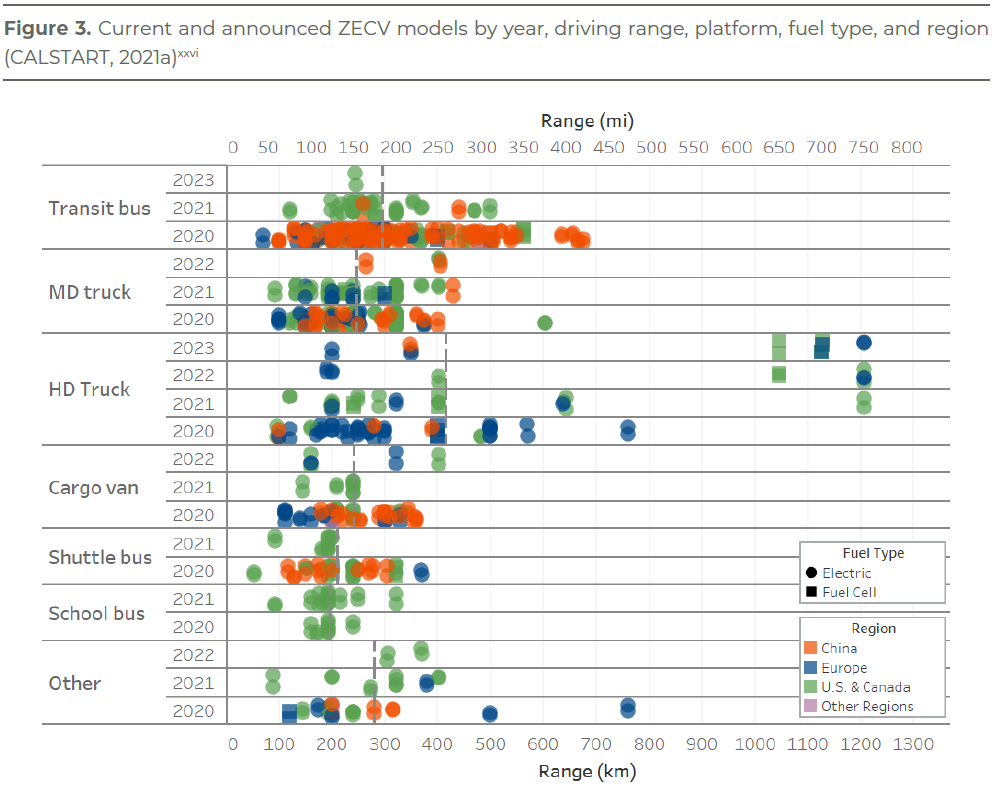 Figure 3. Current and announced ZECV models by year, driving range, platform, fuel type, and region
(CALSTART, 2021a)xxvi
Range (mi)
0 50 100 150 200 250 300 350 400 450 500 550 600 650 700 750 800
Transit bus
2023
2021
2020
MD truck
2022
2021
2020
HD Truck
2023
2022
2021
2020
Cargo van
2022
2021
2020
Shuttle bus
2021
2020
School bus
2021
2020
Other
2022
2021
2020
Fuel Type
Electric
Fuel Cell
Region
China
Europe
U.S. & Canada
Other Regions
0 100 200 300 400 500 600 700 800 900 1000 1100 1200 1300
Range (km)